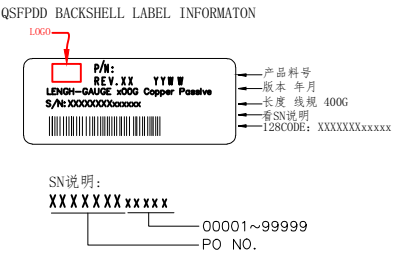 QSFPDD BACKSHELL LABEL INFORMATON
LOGO
P/N:
REV.XX YYWW
LENGH-GAUGE x00G Copper Passive
S/N:XXXXXXXXxxxxxx
产品料号
版本 年月
长度 线规 400G
看SN说明
128CODE: XXXXXXXxxxxx
SN说明:
XXXXXXXxxxxx
00001~99999
PO NO.